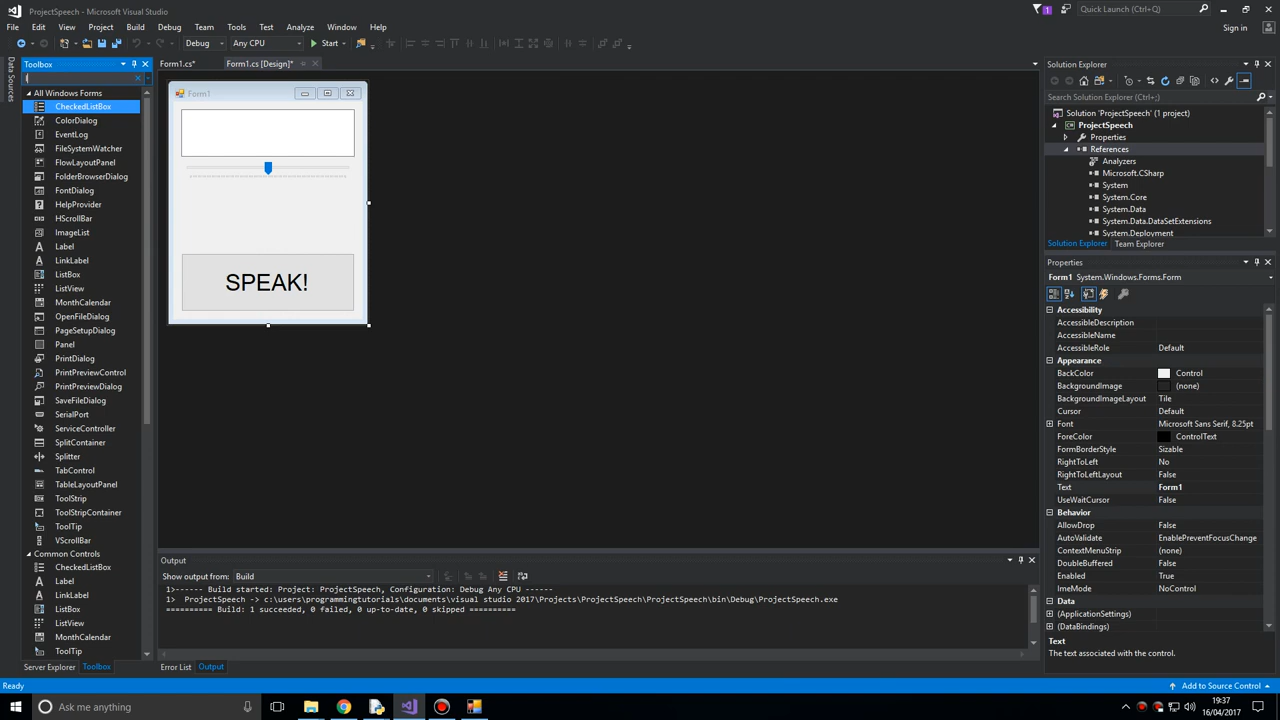 ProjectSpeech - Microsoft Visual Studio
1
Quick Launch (Ctrl+Q)
File Edit View Project Build Debug Team Tools Test Analyze Window Help
Sign in
Debug Any CPU Start
Data Sources
Toolbox
All Windows Forms
CheckedListBox
ColorDialog
EventLog
FileSystemWatcher
FlowLayoutPanel
FolderBrowserDialog
FontDialog
HelpProvider
HScrollBar
ImageList
Label
LinkLabel
ListBox
ListView
MonthCalendar
OpenFileDialog
PageSetupDialog
Panel
PrintDialog
PrintPreviewControl
PrintPreviewDialog
SaveFileDialog
SerialPort
ServiceController
SplitContainer
Splitter
TabControl
TableLayoutPanel
ToolStrip
ToolStripContainer
ToolTip
VScrollBar
Common Controls
CheckedListBox
Label
LinkLabel
ListBox
ListView
MonthCalendar
ToolTip
Server Explorer Toolbox
Form1.cs* Form1.cs [Design]*
Form1
SPEAK!
Output
Show output from: Build
1>------ Build started: Project: ProjectSpeech, Configuration: Debug Any CPU ------
1> ProjectSpeech -> c:\users\programmingtutorials\documents\visual studio 2017\Projects\ProjectSpeech\ProjectSpeech\bin\Debug\ProjectSpeech.exe
========== Build: 1 succeeded, 0 failed, 0 up-to-date, 0 skipped ==========
Error List Output
Solution Explorer
Search Solution Explorer (Ctrl+;)
Solution 'ProjectSpeech' (1 project)
ProjectSpeech
Properties
References
Analyzers
Microsoft.CSharp
System
System.Core
System.Data
System.Data.DataSetExtensions
System.Deployment
Solution Explorer Team Explorer
Properties
Form1 System.Windows.Forms.Form
Accessibility
AccessibleDescription
AccessibleName
AccessibleRole Default
Appearance
BackColor Control
BackgroundImage (none)
BackgroundImageLayout Tile
Cursor Default
Font Microsoft Sans Serif, 8.25pt
ForeColor ControlText
FormBorderStyle Sizable
RightToLeft No
RightToLeftLayout False
Text Form1
UseWaitCursor False
Behavior
AllowDrop False
AutoValidate EnablePreventFocusChange
ContextMenuStrip (none)
DoubleBuffered False
Enabled True
ImeMode NoControl
Data
(ApplicationSettings)
(DataBindings)
Text
The text associated with the control.
Ready
Add to Source Control
Ask me anything
19:37
16/04/2017